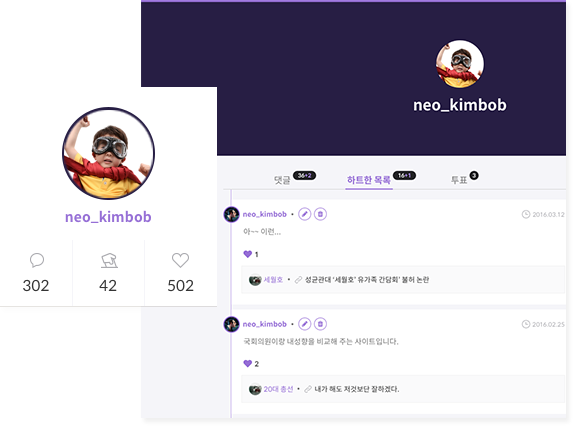 neo_kimbob
neo_kimbob
302 42 502
댓글 36+2 하트한 목록 16+1 투표 3
neo_kimbob • 2016.03.12
아~~ 이런...
1
세월호 • 성균관대 ‘세월호’ 유가족 간담회’ 불허 논란
neo_kimbob • 2016.02.25
국회의원이랑 내성향을 비교해 주는 사이트입니다.
2
20대 총선 • 내가 해도 저것보단 잘하겠다.